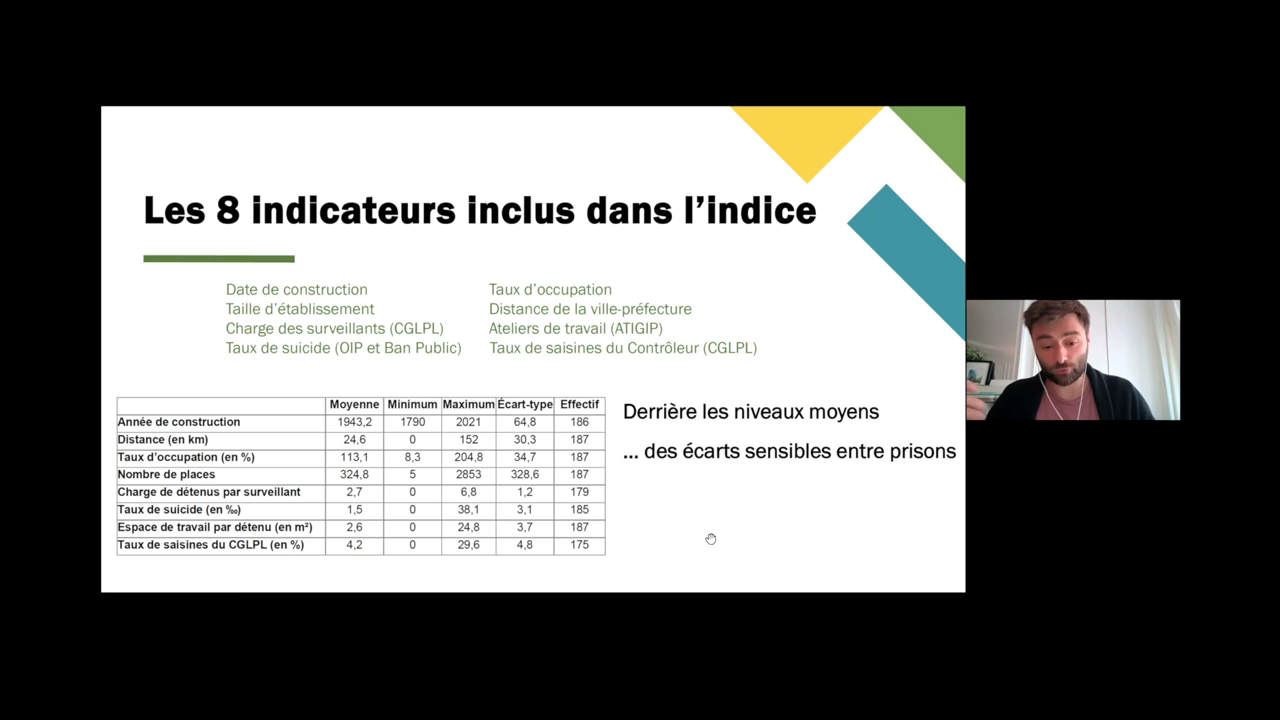 Les 8 indicateurs inclus dans l’indice
Date de construction
Taille d’établissement
Charge des surveillants (CGLPL)
Taux de suicide (OIP et Ban Public)
Taux d’occupation
Distance de la ville-préfecture
Ateliers de travail (ATIGIP)
Taux de saisines du Contrôleur (CGLPL)
Moyenne Minimum Maximum Écart-type Effectif
Année de construction 1943,2 1790 2021 64,8 186
Distance (en km) 24,6 0 152 30,3 187
Taux d’occupation (en %) 113,1 8,3 204,8 34,7 187
Nombre de places 324,8 5 2853 328,6 187
Charge de détenus par surveillant 2,7 0 6,8 1,2 179
Taux de suicide (en ‰) 1,5 0 38,1 3,1 185
Espace de travail par détenu (en m²) 2,6 0 24,8 3,7 187
Taux de saisines du CGLPL (en %) 4,2 0 29,6 4,8 175
Derrière les niveaux moyens
... des écarts sensibles entre prisons